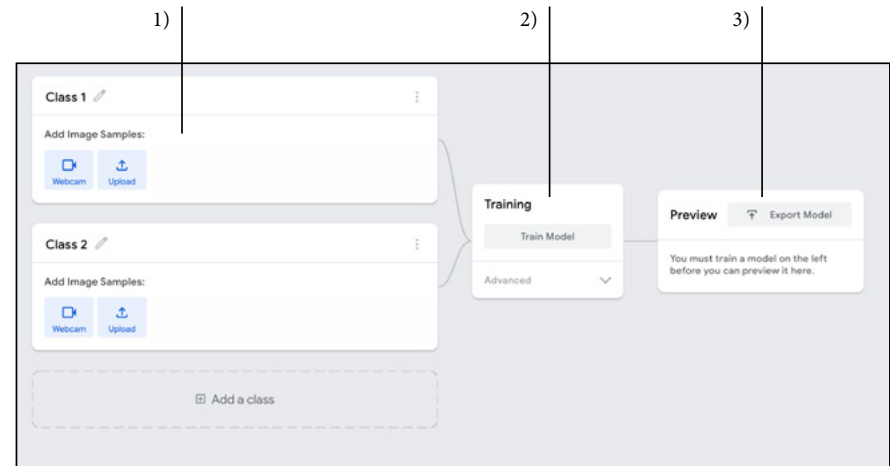 1)
2)
3)
Class 1
Add Image Samples:
Webcam Upload
Class 2
Add Image Samples:
Webcam Upload
Add a class
Training
Train Model
Advanced
Preview
Export Model
You must train a model on the left
before you can preview it here.